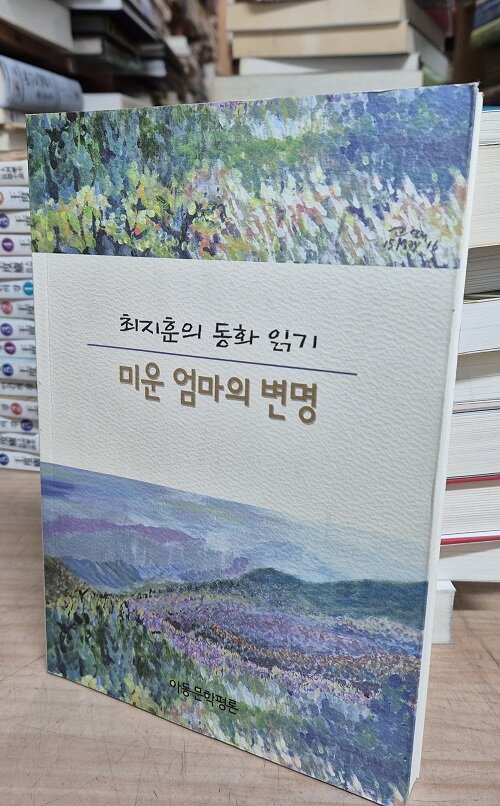 최지훈의 동화 읽기
미운 엄마의 변명
아동문학평론